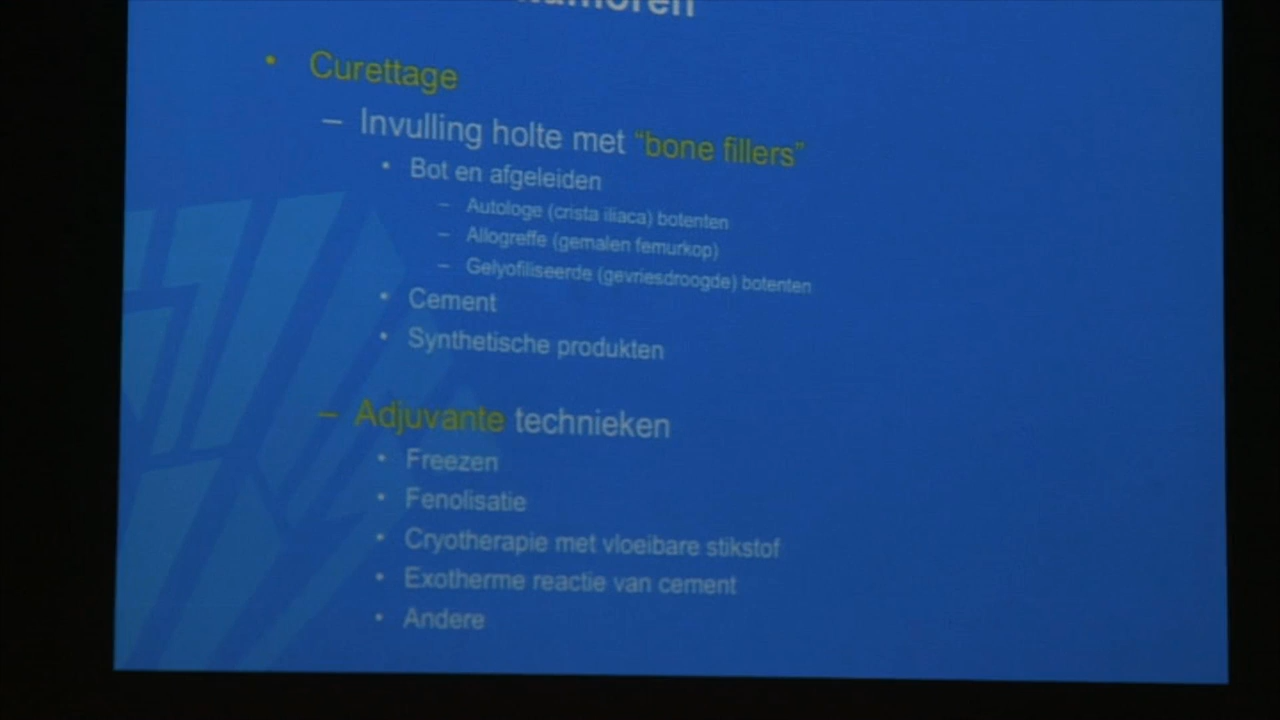 • Curettage
– Invulling holte met “bone fillers”
• Bot en afgeleiden
– Autologe (crista iliaca) botenten
– Allogreffe (gemalen femurkop)
– Gelyofiliseerde (gevriesdroogde) botenten
• Cement
• Synthetische produkten
– Adjuvante technieken
• Freezen
• Fenolisatie
• Cryotherapie met vloeibare stikstof
• Exotherme reactie van cement
• Andere